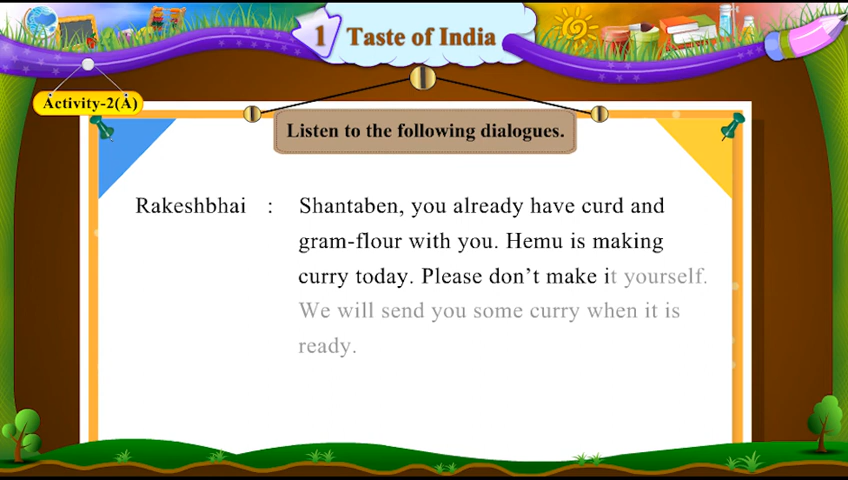 1 Taste of India
Activity-2(A)
Listen to the following dialogues.
Rakeshbhai : Shantaben, you already have curd and
gram-flour with you. Hemu is making
curry today. Please don't make it yourself.
We will send you some curry when it is
ready.